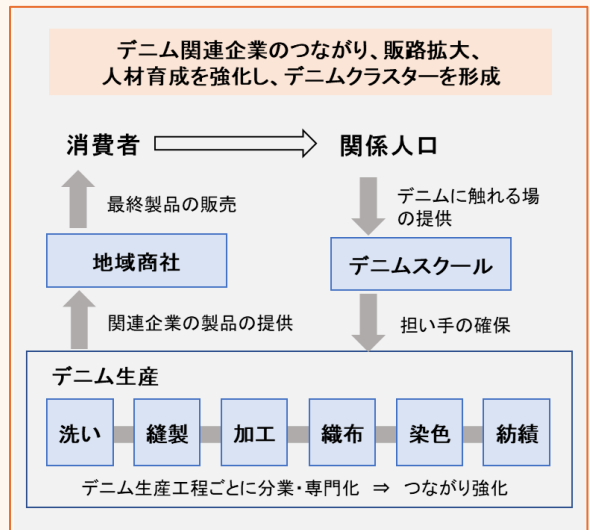 デニム関連企業のつながり、販路拡大、
人材育成を強化し、デニムクラスターを形成
消費者
関係人口
最終製品の販売
デニムに触れる場
の提供
地域商社
デニムスクール
関連企業の製品の提供
担い手の確保
デニム生産
洗い
縫製
加工
織布
染色
紡績
デニム生産工程ごとに分業・専門化 ⇒ つながり強化